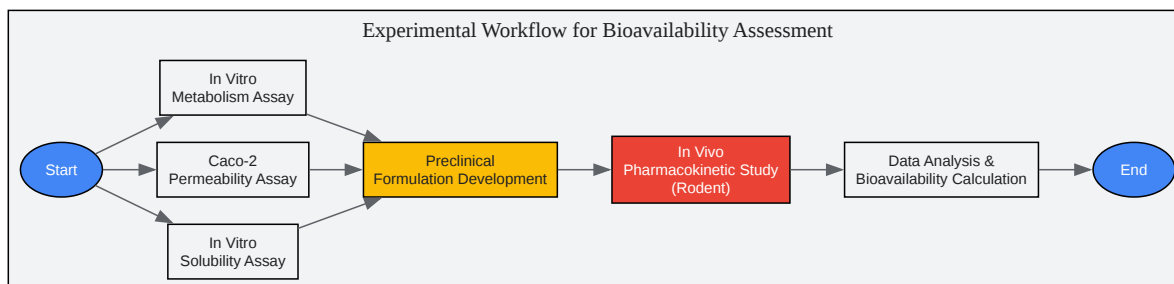 Experimental Workflow for Bioavailability Assessment
In Vitro
Metabolism Assay
Start
Caco-2
Permeability Assay
In Vitro
Solubility Assay
Preclinical
Formulation Development
In Vivo
Pharmacokinetic Study
(Rodent)
Data Analysis &
Bioavailability Calculation
End